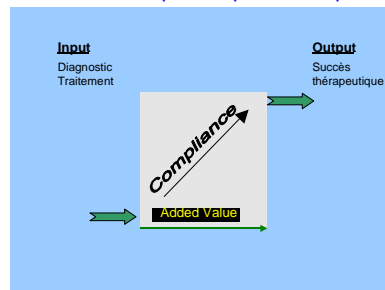 Input
Diagnostic
Traitement
Output
Succès
thérapeutique
Compliance
Added Value